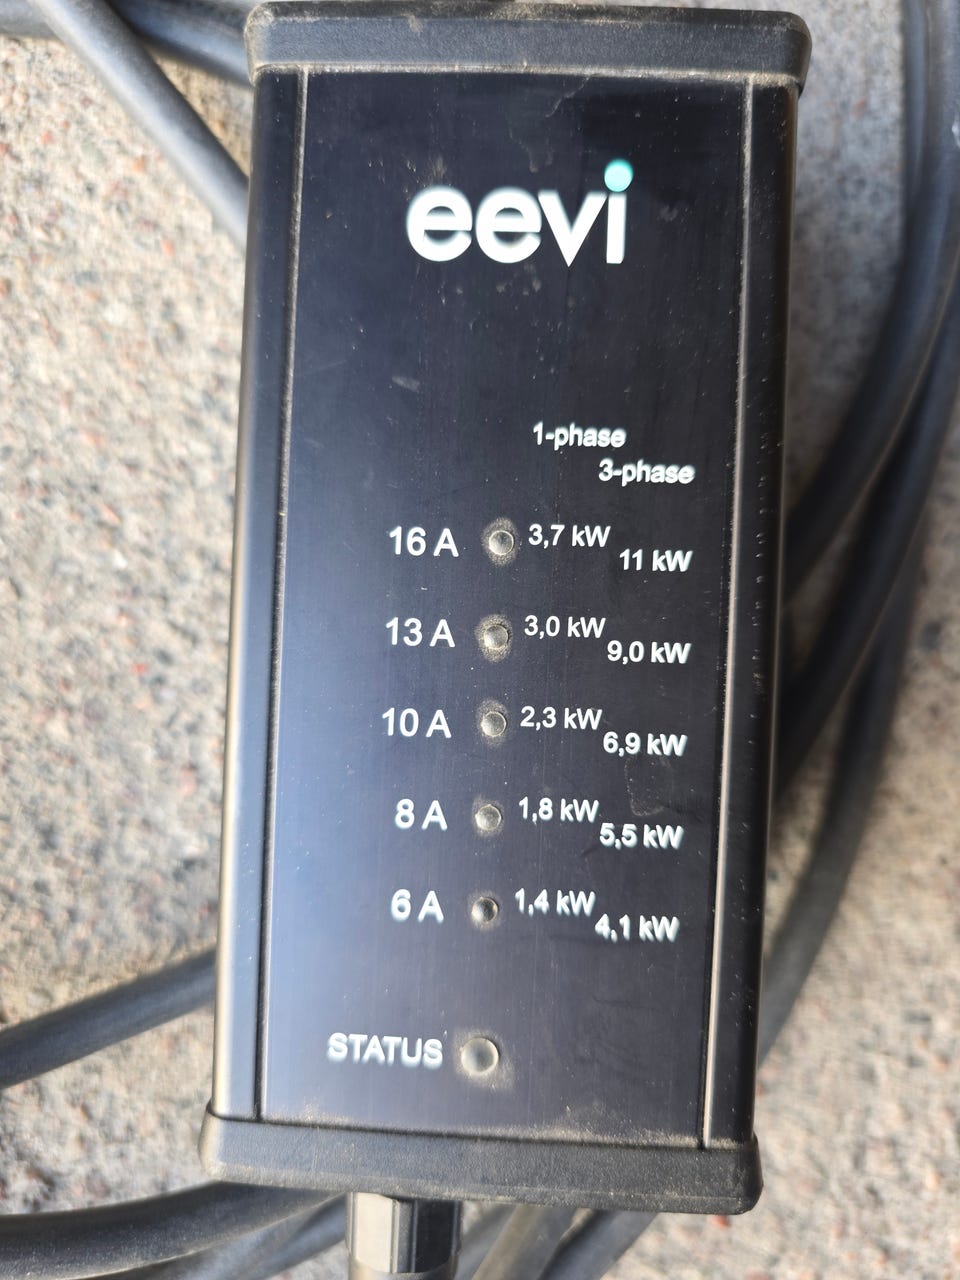 eevi
1-phase
3-phase
16 A 3,7 kW
11 kW
13 A 3,0 kW
9,0 kW
10 A 2,3 kW
6,9 kW
8 A 1,8 kW
5,5 kW
6 A 1,4 kW
4,1 kW
STATUS